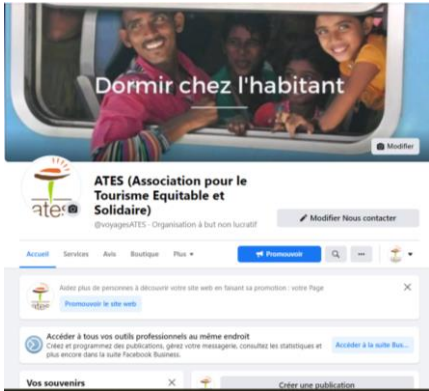 Dormir chez l'habitant
Modifier
ates
ATES (Association pour le
Tourisme Equitable et
Solidaire)
@voyagesATES · Organisation à but non lucratif
Modifier Nous contacter
Accueil Services Avis Boutique Plus
Promouvoir
Aidez plus de personnes à découvrir votre site web en faisant sa promotion : votre Page
Promouvoir le site web
Accéder à tous vos outils professionnels au même endroit
Créez et programmez des publications, gérez votre messagerie, consultez les statistiques et
plus encore dans la suite Facebook Business.
Accéder à la suite Bus...
Vos souvenirs
Créer une publication